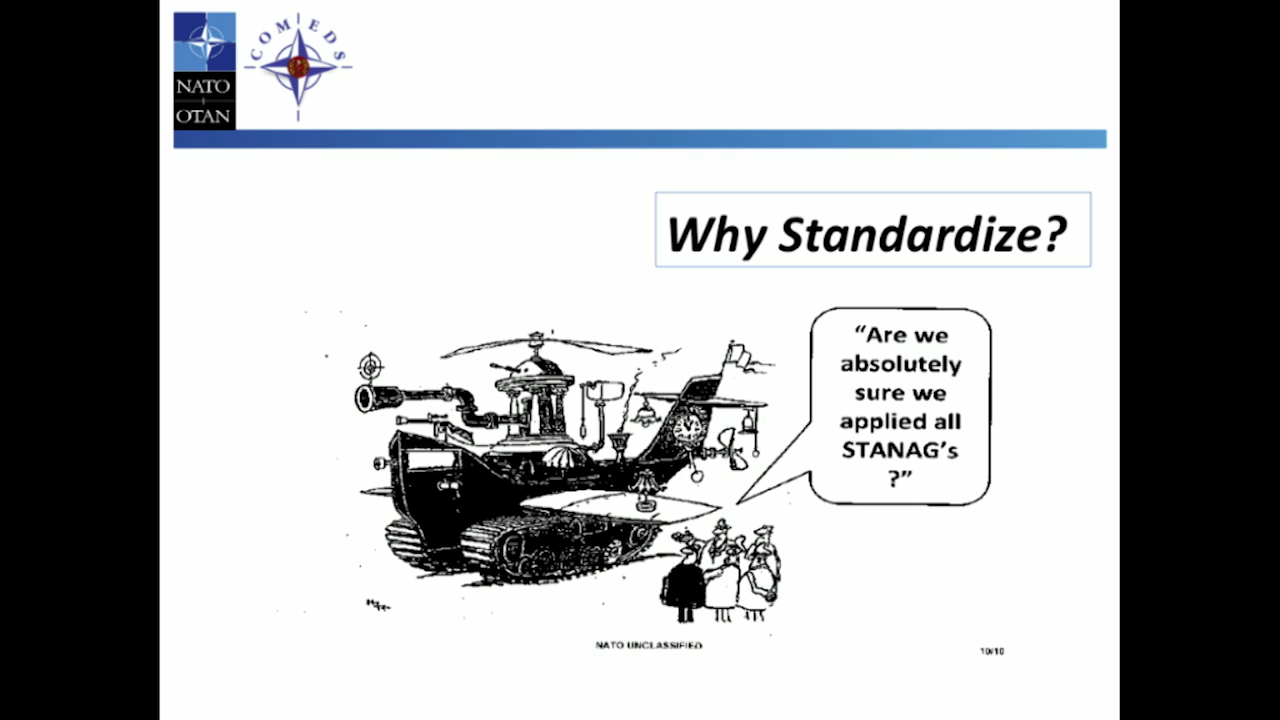 COMEDS
NATO
OTAN
Why Standardize?
“Are we
absolutely
sure we
applied all
STANAG’s
?”
NATO UNCLASSIFIED
10/10